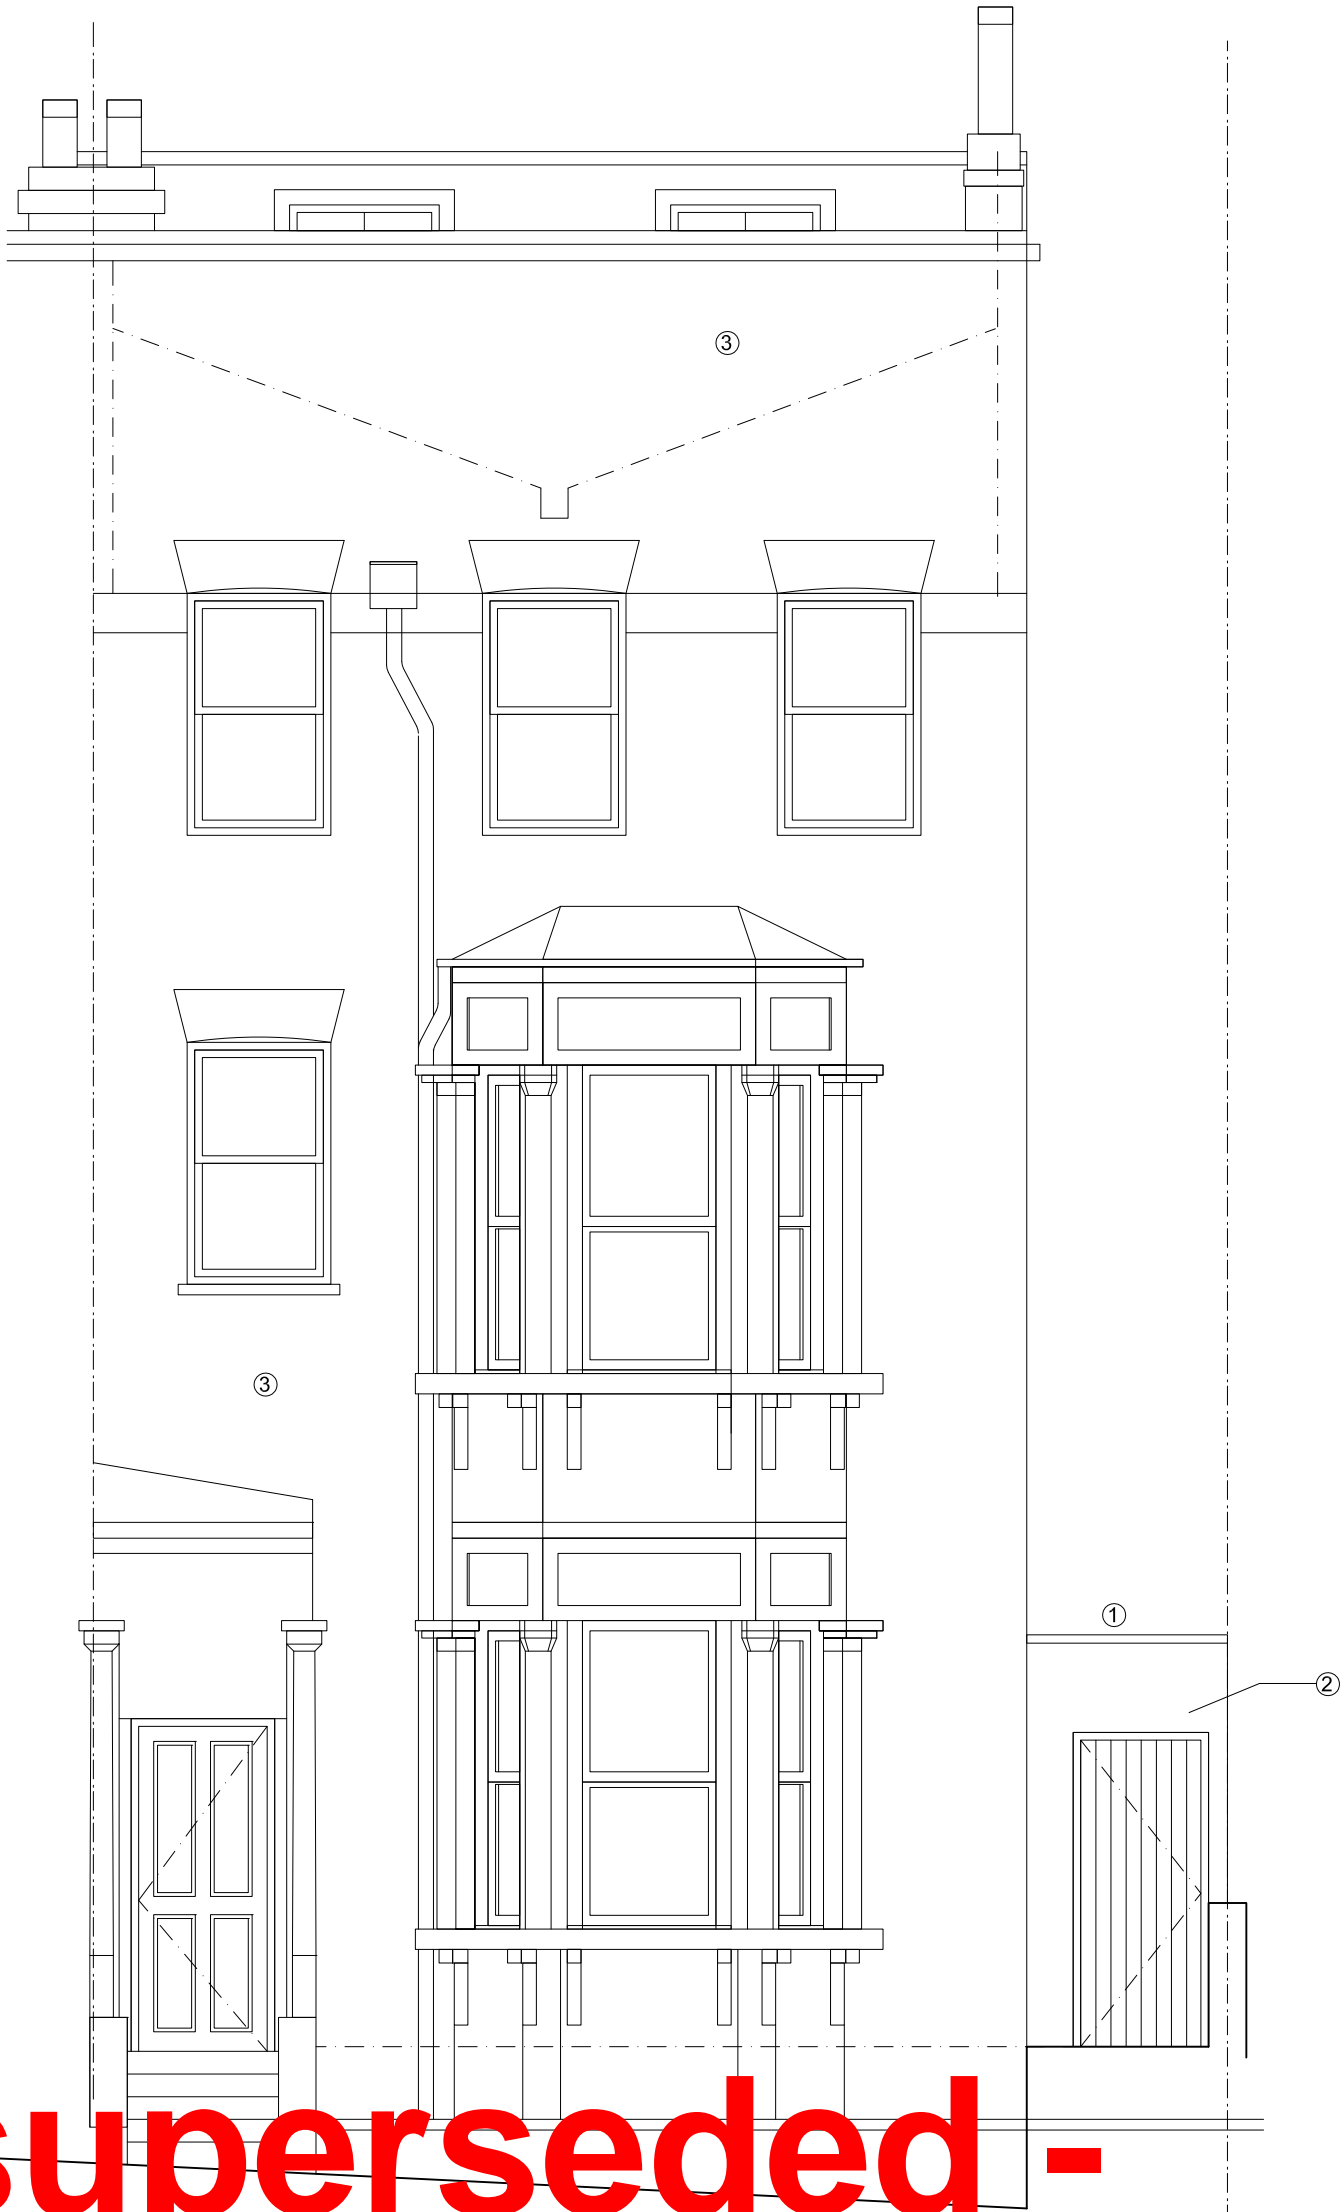 ③
③
①
②
superseded -